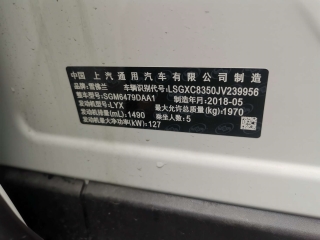 中国 上汽通用汽车有限公司制造
品牌:雪佛兰 车辆识别代号:LSGXC8350JV239956
整车型号:SGM6479DAA1 制造年月:2018-05
发动机型号:LYX 最大允许总质量(kg):1970
发动机排量(mL):1490 乘坐人数:5
发动机最大净功率(kW):127